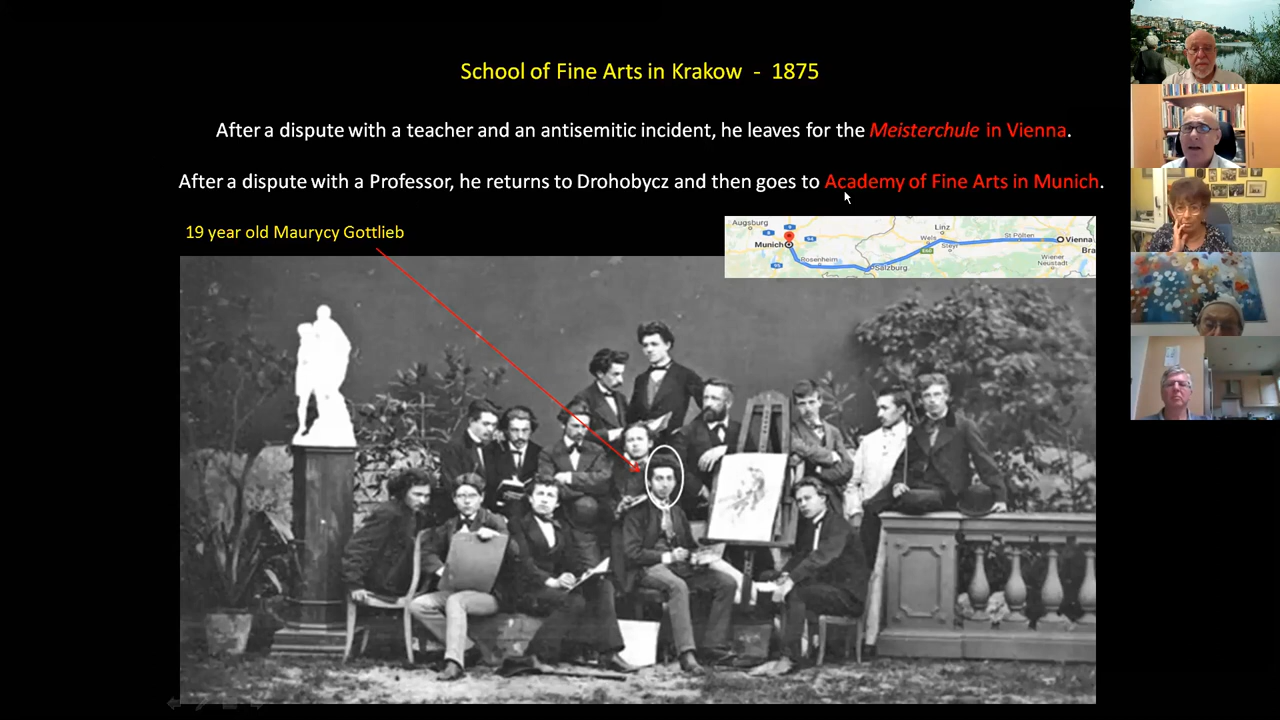 School of Fine Arts in Krakow - 1875
After a dispute with a teacher and an antisemitic incident, he leaves for the Meisterchule in Vienna.
After a dispute with a Professor, he returns to Drohobycz and then goes to Academy of Fine Arts in Munich.
19 year old Maurycy Gottlieb
Augsburg
Linz
St Pölten
Munich
Wels
Vienna
Steyr
Bra
Rosenheim
Salzburg
Wiener
Neustadt